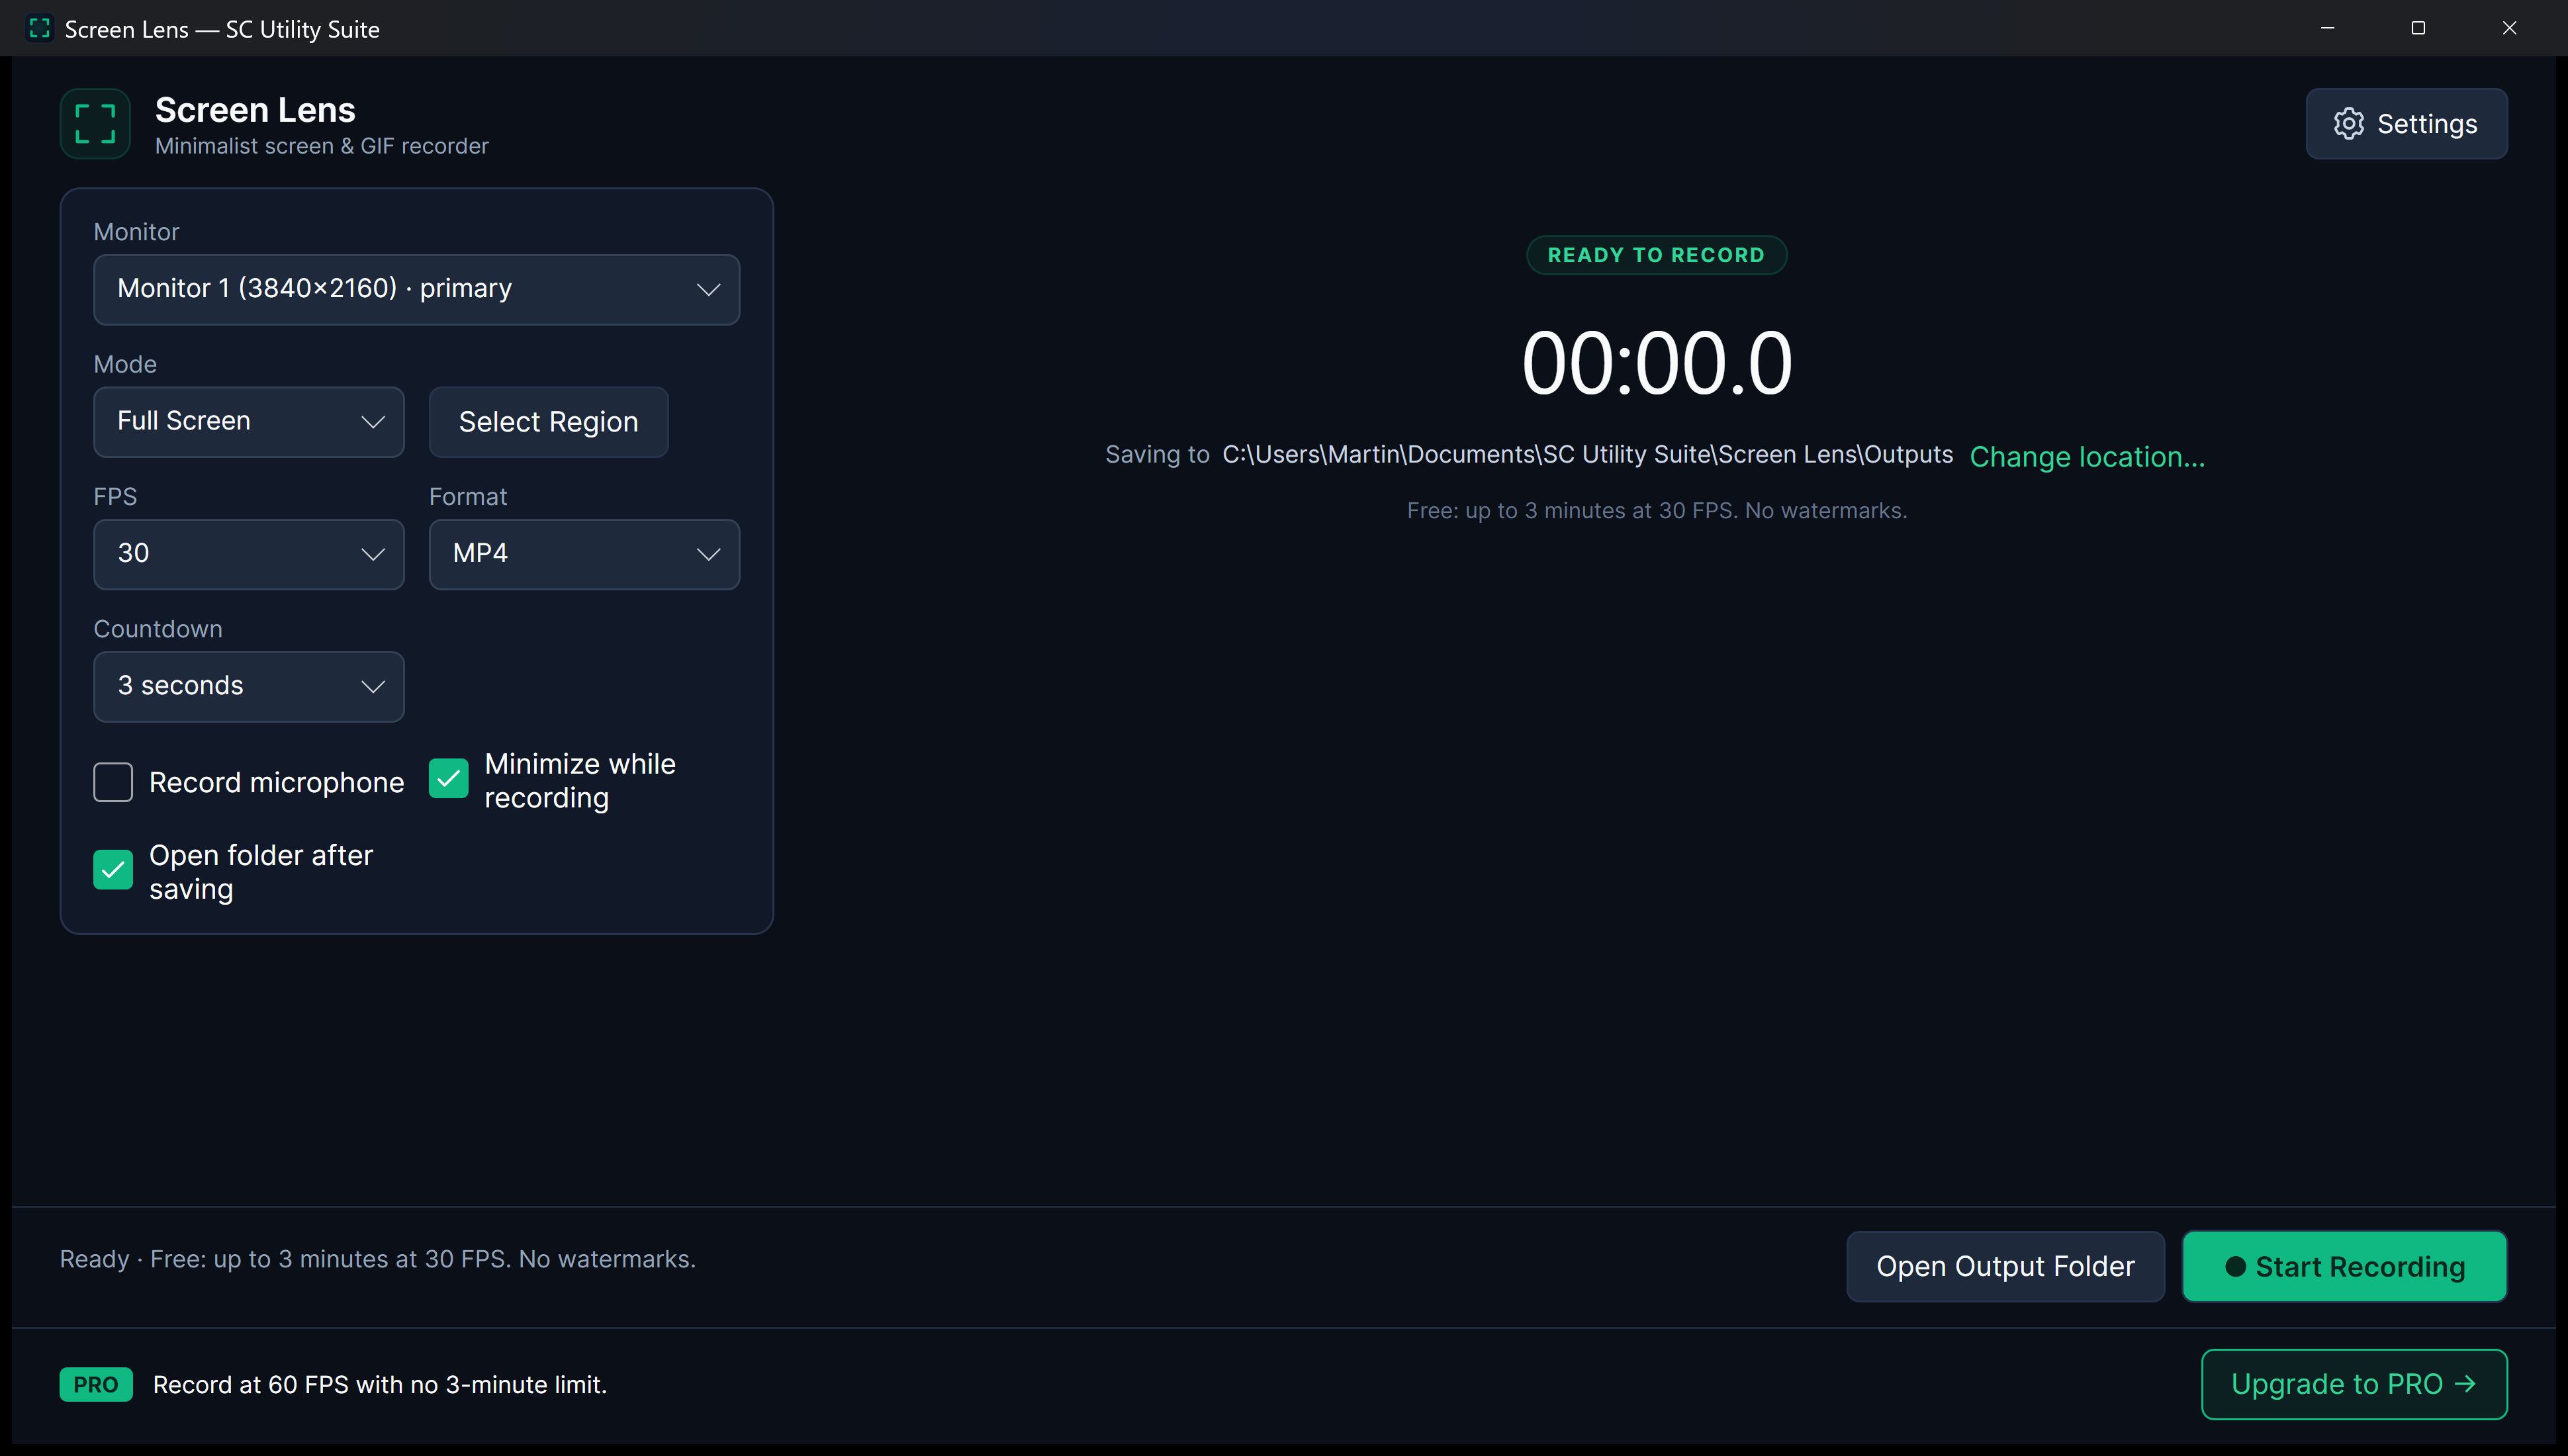 Screen Lens — SC Utility Suite
Screen Lens
Minimalist screen & GIF recorder
Settings
Monitor
Monitor 1 (3840×2160) · primary
Mode
Full Screen
Select Region
FPS
Format
30
MP4
Countdown
3 seconds
Record microphone
Minimize while
recording
Open folder after
saving
READY TO RECORD
00:00.0
Saving to C:\Users\Martin\Documents\SC Utility Suite\Screen Lens\Outputs Change location...
Free: up to 3 minutes at 30 FPS. No watermarks.
Ready · Free: up to 3 minutes at 30 FPS. No watermarks.
Open Output Folder
● Start Recording
PRO Record at 60 FPS with no 3-minute limit.
Upgrade to PRO →